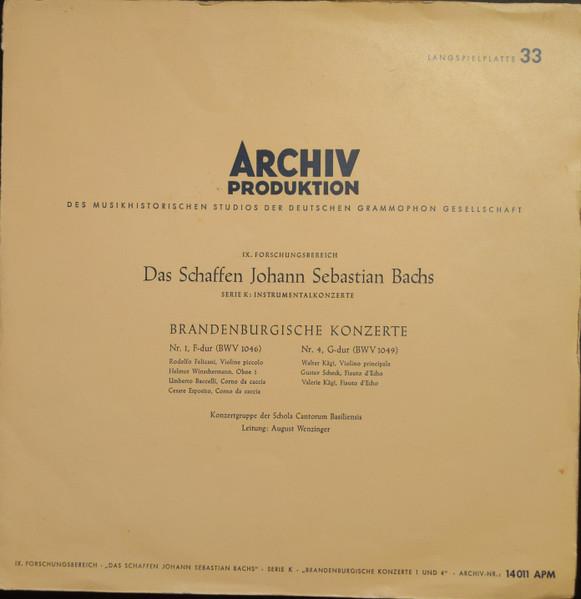 LANGSPIELPLATTE 33
ARCHIV
PRODUKTION
DES MUSIKHISTORISCHEN STUDIOS DER DEUTSCHEN GRAMMOPHON GESELLSCHAFT
IX. FORSCHUNGSBEREICH
Das Schaffen Johann Sebastian Bachs
SERIE K: INSTRUMENTALKONZERTE
BRANDENBURGISCHE KONZERTE
Nr. 1, F-dur (BWV 1046)
Rodolfo Felicani, Violino piccolo
Helmut Winschermann, Oboe 1
Umberto Baccelli, Corno da caccia
Cesare Esposito, Corno da caccia
Nr. 4, G-dur (BWV 1049)
Walter Kägi, Violino principale
Gustav Scheck, Flauto d'Echo
Valerie Kägi, Flauto d'Echo
Konzertgruppe der Schola Cantorum Basiliensis
Leitung: August Wenzinger
IX. FORSCHUNGSBEREICH - „DAS SCHAFFEN JOHANN SEBASTIAN BACHS" - SERIE K - „BRANDENBURGISCHE KONZERTE 1 UND 4" - ARCHIV-NR.: 14011 APM